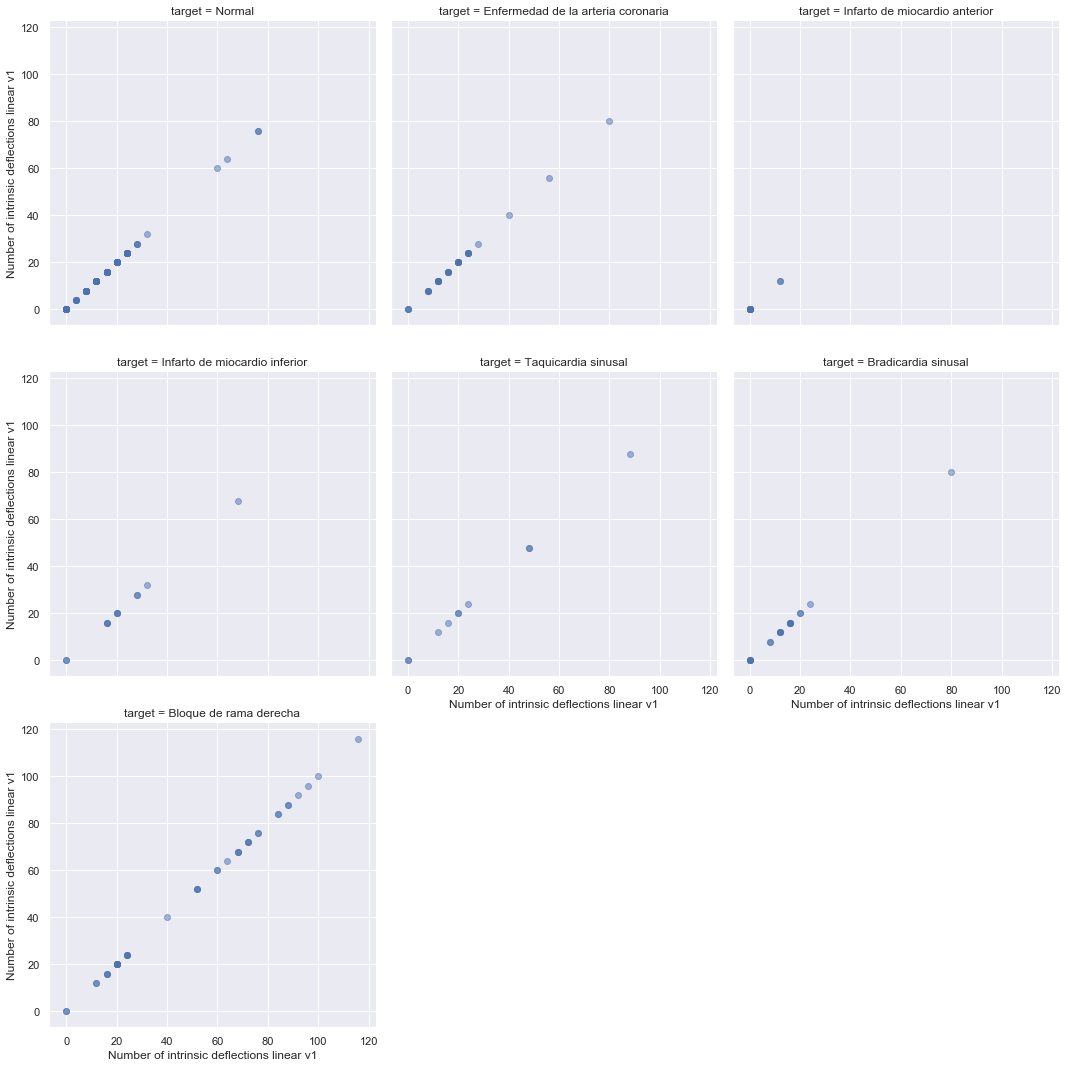 target = Normal
target = Enfermedad de la arteria coronaria
target = Infarto de miocardio anterior
Number of intrinsic deflections linear v1
120
100
80
60
40
20
0
target = Infarto de miocardio inferior
target = Taquicardia sinusal
target = Bradicardia sinusal
Number of intrinsic deflections linear v1
120
100
80
60
40
20
0
0 20 40 60 80 100 120
Number of intrinsic deflections linear v1
0 20 40 60 80 100 120
Number of intrinsic deflections linear v1
target = Bloque de rama derecha
Number of intrinsic deflections linear v1
120
100
80
60
40
20
0
0 20 40 60 80 100 120
Number of intrinsic deflections linear v1